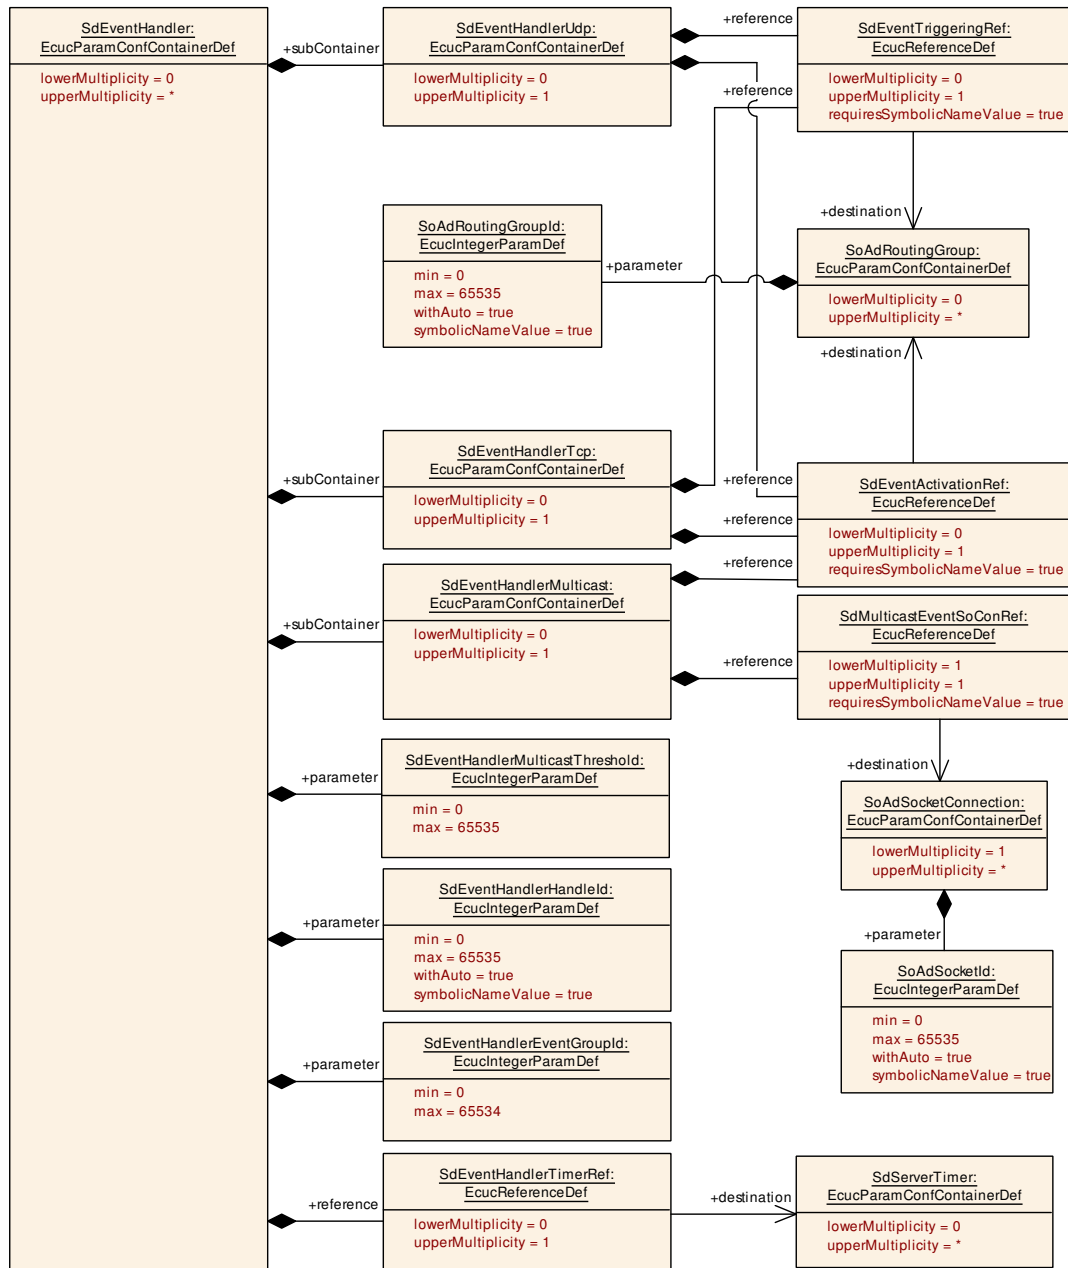 SdEventHandler:
EcucParamConfContainerDef
lowerMultiplicity = 0
upperMultiplicity = *
+subContainer
SdEventHandlerUdp:
EcucParamConfContainerDef
lowerMultiplicity = 0
upperMultiplicity = 1
+reference
SdEventTriggeringRef:
EcucReferenceDef
lowerMultiplicity = 0
upperMultiplicity = 1
requiresSymbolicNameValue = true
+reference
+destination
SoAdRoutingGroupId:
EcucIntegerParamDef
min = 0
max = 65535
withAuto = true
symbolicNameValue = true
+parameter
SoAdRoutingGroup:
EcucParamConfContainerDef
lowerMultiplicity = 0
upperMultiplicity = *
+destination
+subContainer
SdEventHandlerTcp:
EcucParamConfContainerDef
lowerMultiplicity = 0
upperMultiplicity = 1
+reference
+reference
SdEventActivationRef:
EcucReferenceDef
lowerMultiplicity = 0
upperMultiplicity = 1
requiresSymbolicNameValue = true
+reference
+subContainer
SdEventHandlerMulticast:
EcucParamConfContainerDef
lowerMultiplicity = 0
upperMultiplicity = 1
+reference
SdMulticastEventSoConRef:
EcucReferenceDef
lowerMultiplicity = 1
upperMultiplicity = 1
requiresSymbolicNameValue = true
+destination
+parameter
SdEventHandlerMulticastThreshold:
EcucIntegerParamDef
min = 0
max = 65535
SoAdSocketConnection:
EcucParamConfContainerDef
lowerMultiplicity = 1
upperMultiplicity = *
+parameter
SdEventHandlerHandleId:
EcucIntegerParamDef
min = 0
max = 65535
withAuto = true
symbolicNameValue = true
+parameter
SoAdSocketId:
EcucIntegerParamDef
min = 0
max = 65535
withAuto = true
symbolicNameValue = true
+parameter
SdEventHandlerEventGroupId:
EcucIntegerParamDef
min = 0
max = 65534
+reference
SdEventHandlerTimerRef:
EcucReferenceDef
lowerMultiplicity = 0
upperMultiplicity = 1
+destination
SdServerTimer:
EcucParamConfContainerDef
lowerMultiplicity = 0
upperMultiplicity = *